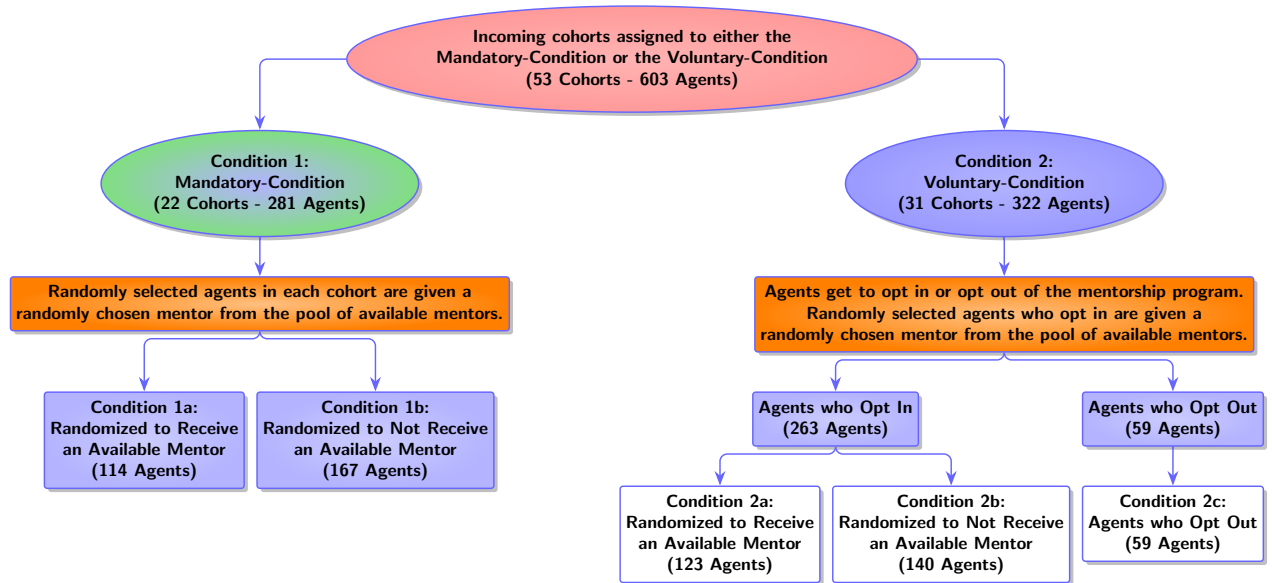 Incoming cohorts assigned to either the
Mandatory-Condition or the Voluntary-Condition
(53 Cohorts - 603 Agents)
Condition 1:
Mandatory-Condition
(22 Cohorts - 281 Agents)
Condition 2:
Voluntary-Condition
(31 Cohorts - 322 Agents)
Randomly selected agents in each cohort are given a
randomly chosen mentor from the pool of available mentors.
Agents get to opt in or opt out of the mentorship program.
Randomly selected agents who opt in are given a
randomly chosen mentor from the pool of available mentors.
Condition 1a:
Randomized to Receive
an Available Mentor
(114 Agents)
Condition 1b:
Randomized to Not Receive
an Available Mentor
(167 Agents)
Agents who Opt In
(263 Agents)
Agents who Opt Out
(59 Agents)
Condition 2a:
Randomized to Receive
an Available Mentor
(123 Agents)
Condition 2b:
Randomized to Not Receive
an Available Mentor
(140 Agents)
Condition 2c:
Agents who Opt Out
(59 Agents)